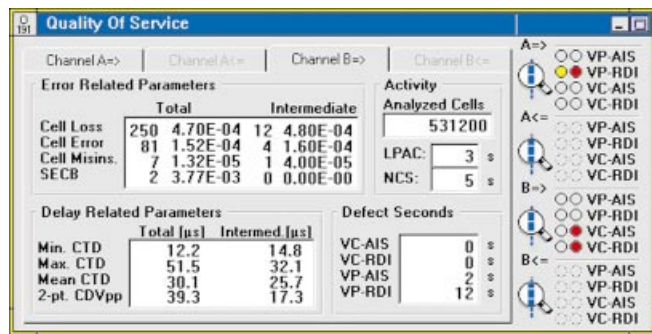 D
191
Quality Of Service
Channel A=>
Channel A<=
Channel B=>
Channel B<=
Error Related Parameters
Total Intermediate
Cell Loss 250 4.70E-04 12 4.80E-04
Cell Error 81 1.52E-04 4 1.60E-04
Cell Misins. 7 1.32E-05 1 4.00E-05
SECB 2 3.77E-03 0 0.00E-00
Activity
Analyzed Cells
531200
LPAC: 3 s
NCS: 5 s
Delay Related Parameters
Total [µs] Intermed.[µs]
Min. CTD 12.2 14.8
Max. CTD 51.5 32.1
Mean CTD 30.1 25.7
2-pt. CDVpp 39.3 17.3
Defect Seconds
VC-AIS 0 s
VC-RDI 0 s
VP-AIS 2 s
VP-RDI 12 s
A=>
VP-AIS
VP-RDI
VC-AIS
VC-RDI
A<=
VP-AIS
VP-RDI
VC-AIS
VC-RDI
B=>
VP-AIS
VP-RDI
VC-AIS
VC-RDI
B<=
VP-AIS
VP-RDI
VC-AIS
VC-RDI